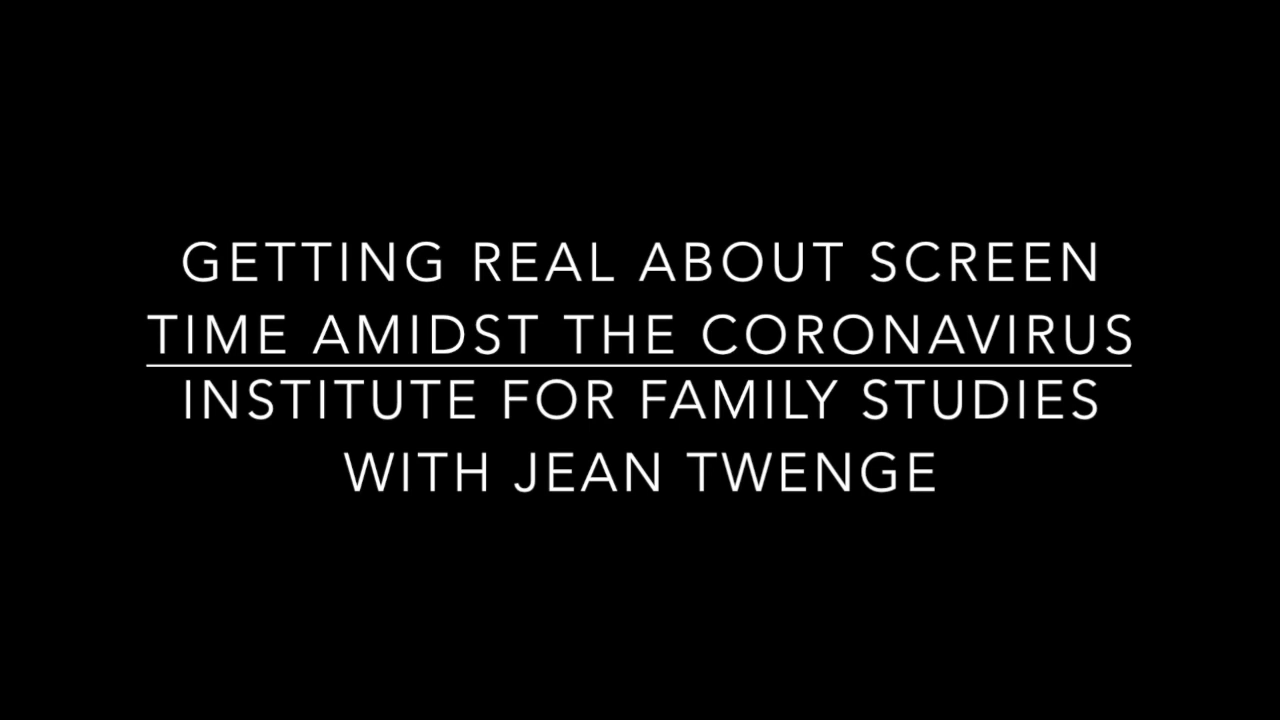 GETTING REAL ABOUT SCREEN
TIME AMIDST THE CORONAVIRUS
INSTITUTE FOR FAMILY STUDIES
WITH JEAN TWENGE